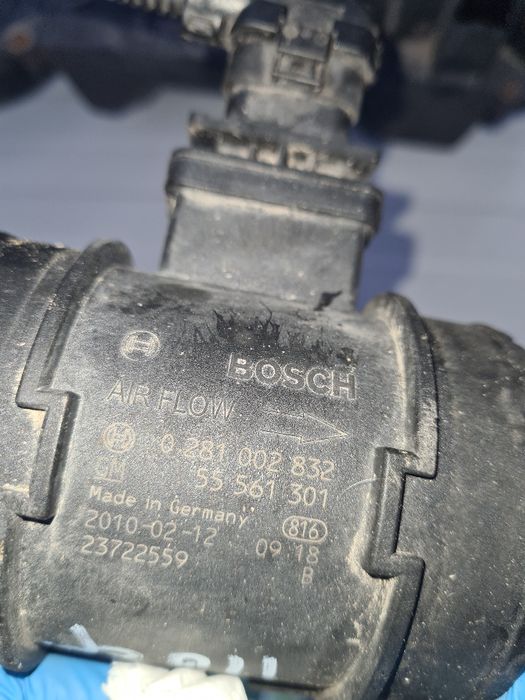 BOSCH
AIR FLOW
0 281 002 832
GM 55 561 301
Made in Germany
816
2010-02-12 09 18
23722559 B